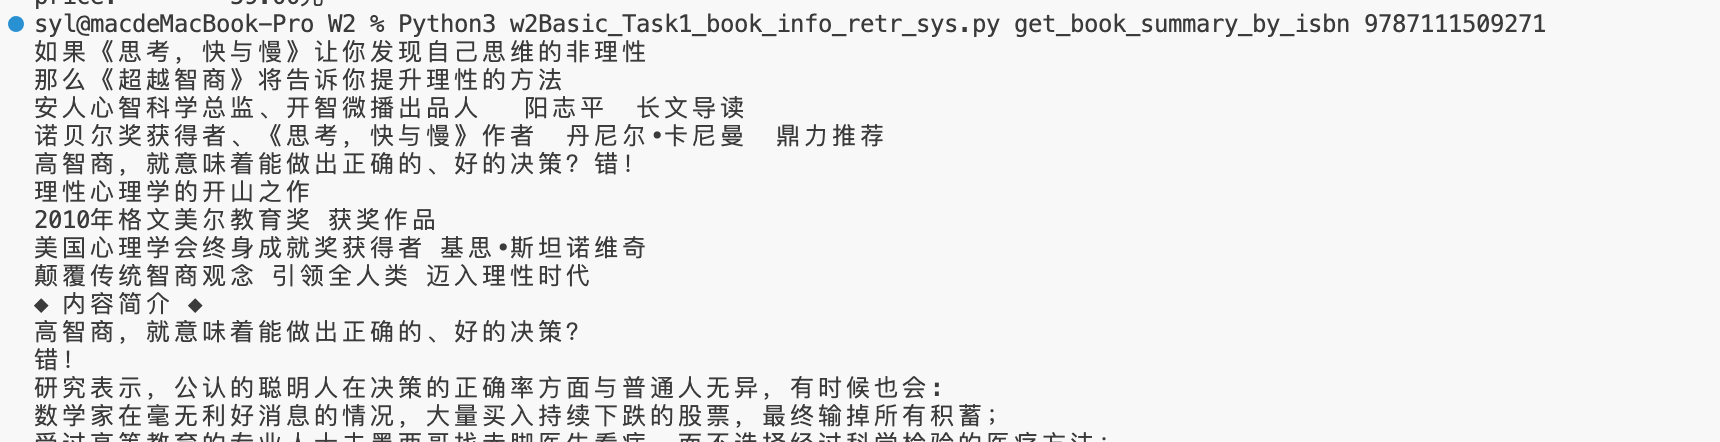 syl@macdeMacBook-Pro W2 % Python3 w2Basic_Task1_book_info_retr_sys.py get_book_summary_by_isbn 9787111509271
如果《思考，快与慢》让你发现自己思维的非理性
那么《超越智商》将告诉你提升理性的方法
安人心智科学总监、开智微播出品人   阳志平  长文导读
诺贝尔奖获得者、《思考，快与慢》作者  丹尼尔•卡尼曼  鼎力推荐
高智商，就意味着能做出正确的、好的决策？错！
理性心理学的开山之作
2010年格文美尔教育奖 获奖作品
美国心理学会终身成就奖获得者 基思•斯坦诺维奇
颠覆传统智商观念 引领全人类 迈入理性时代
◆ 内容简介 ◆
高智商，就意味着能做出正确的、好的决策？
错！
研究表示，公认的聪明人在决策的正确率方面与普通人无异，有时候也会：
数学家在毫无利好消息的情况，大量买入持续下跌的股票，最终输掉所有积蓄；